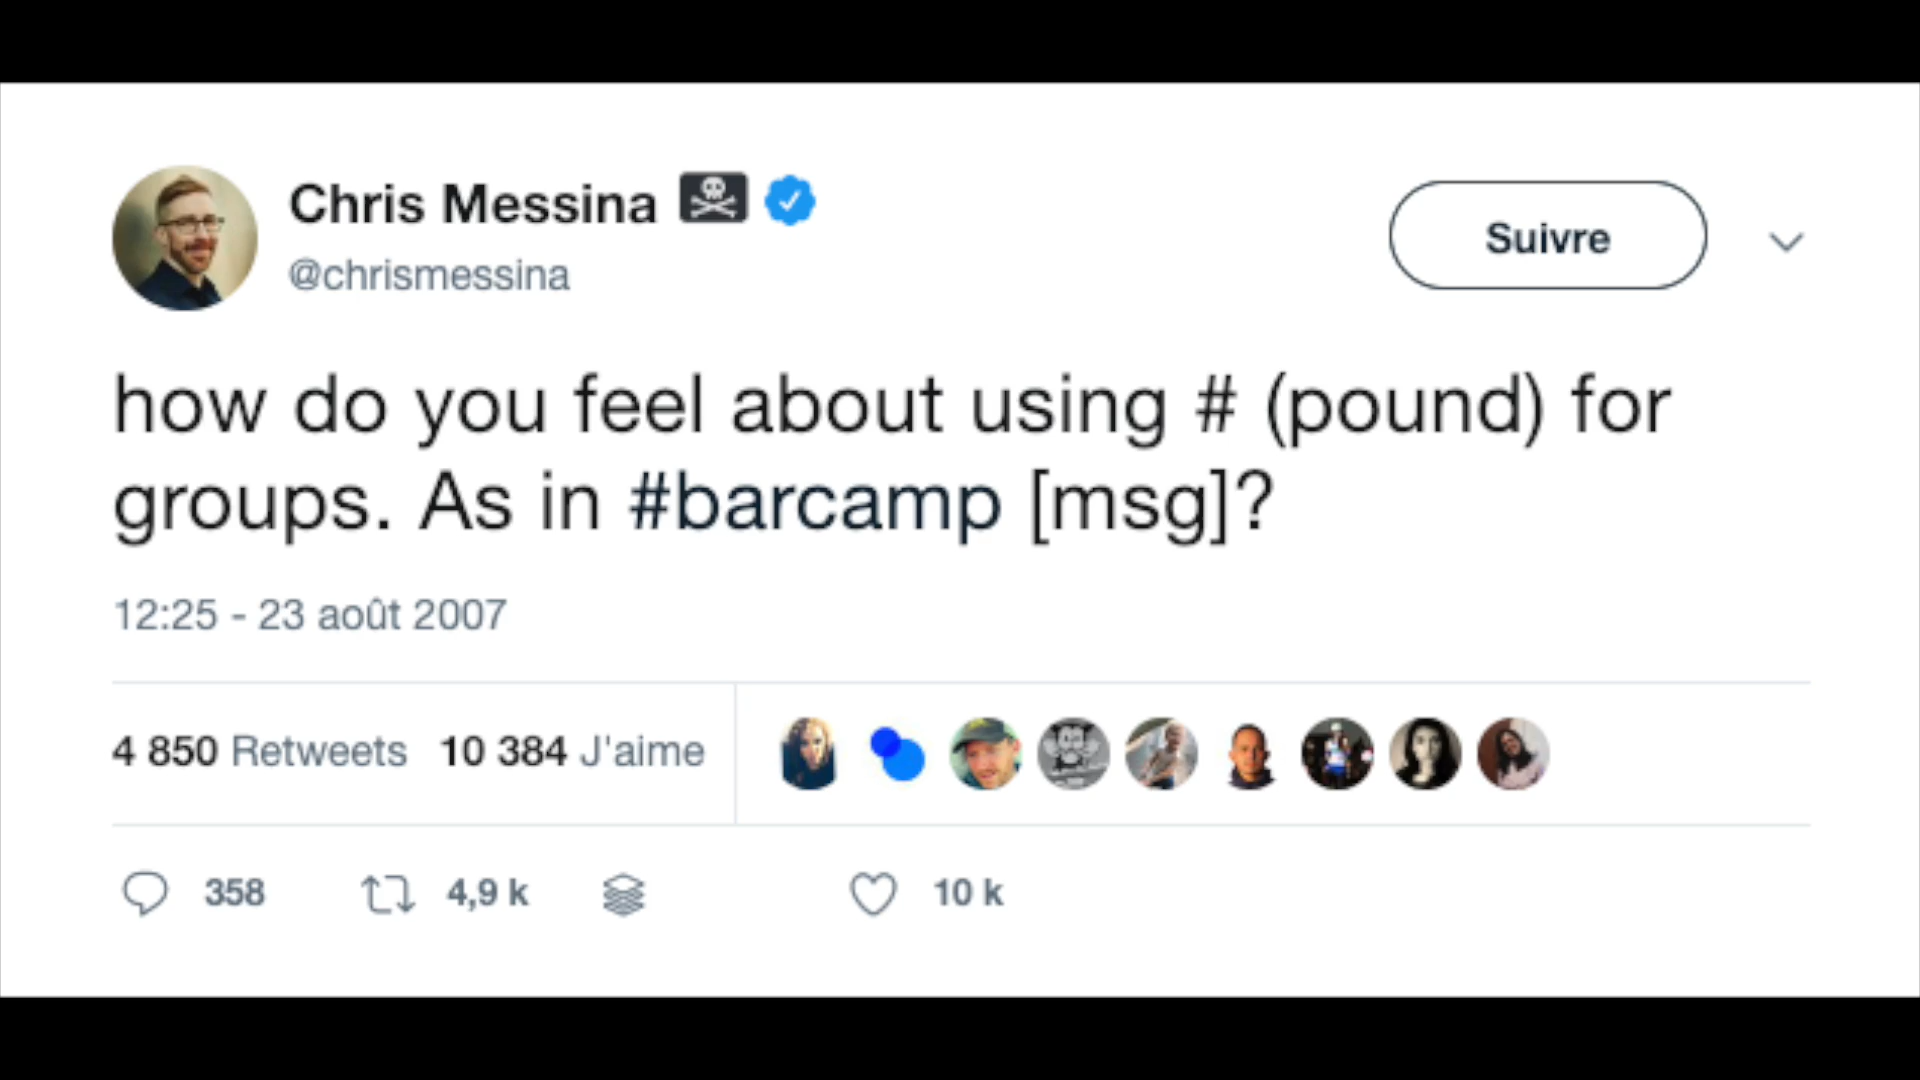 Chris Messina
@chrismessina
Suivre
how do you feel about using # (pound) for
groups. As in #barcamp [msg]?
12:25 - 23 août 2007
4 850 Retweets 10 384 J'aime
358 4,9 k 10 k